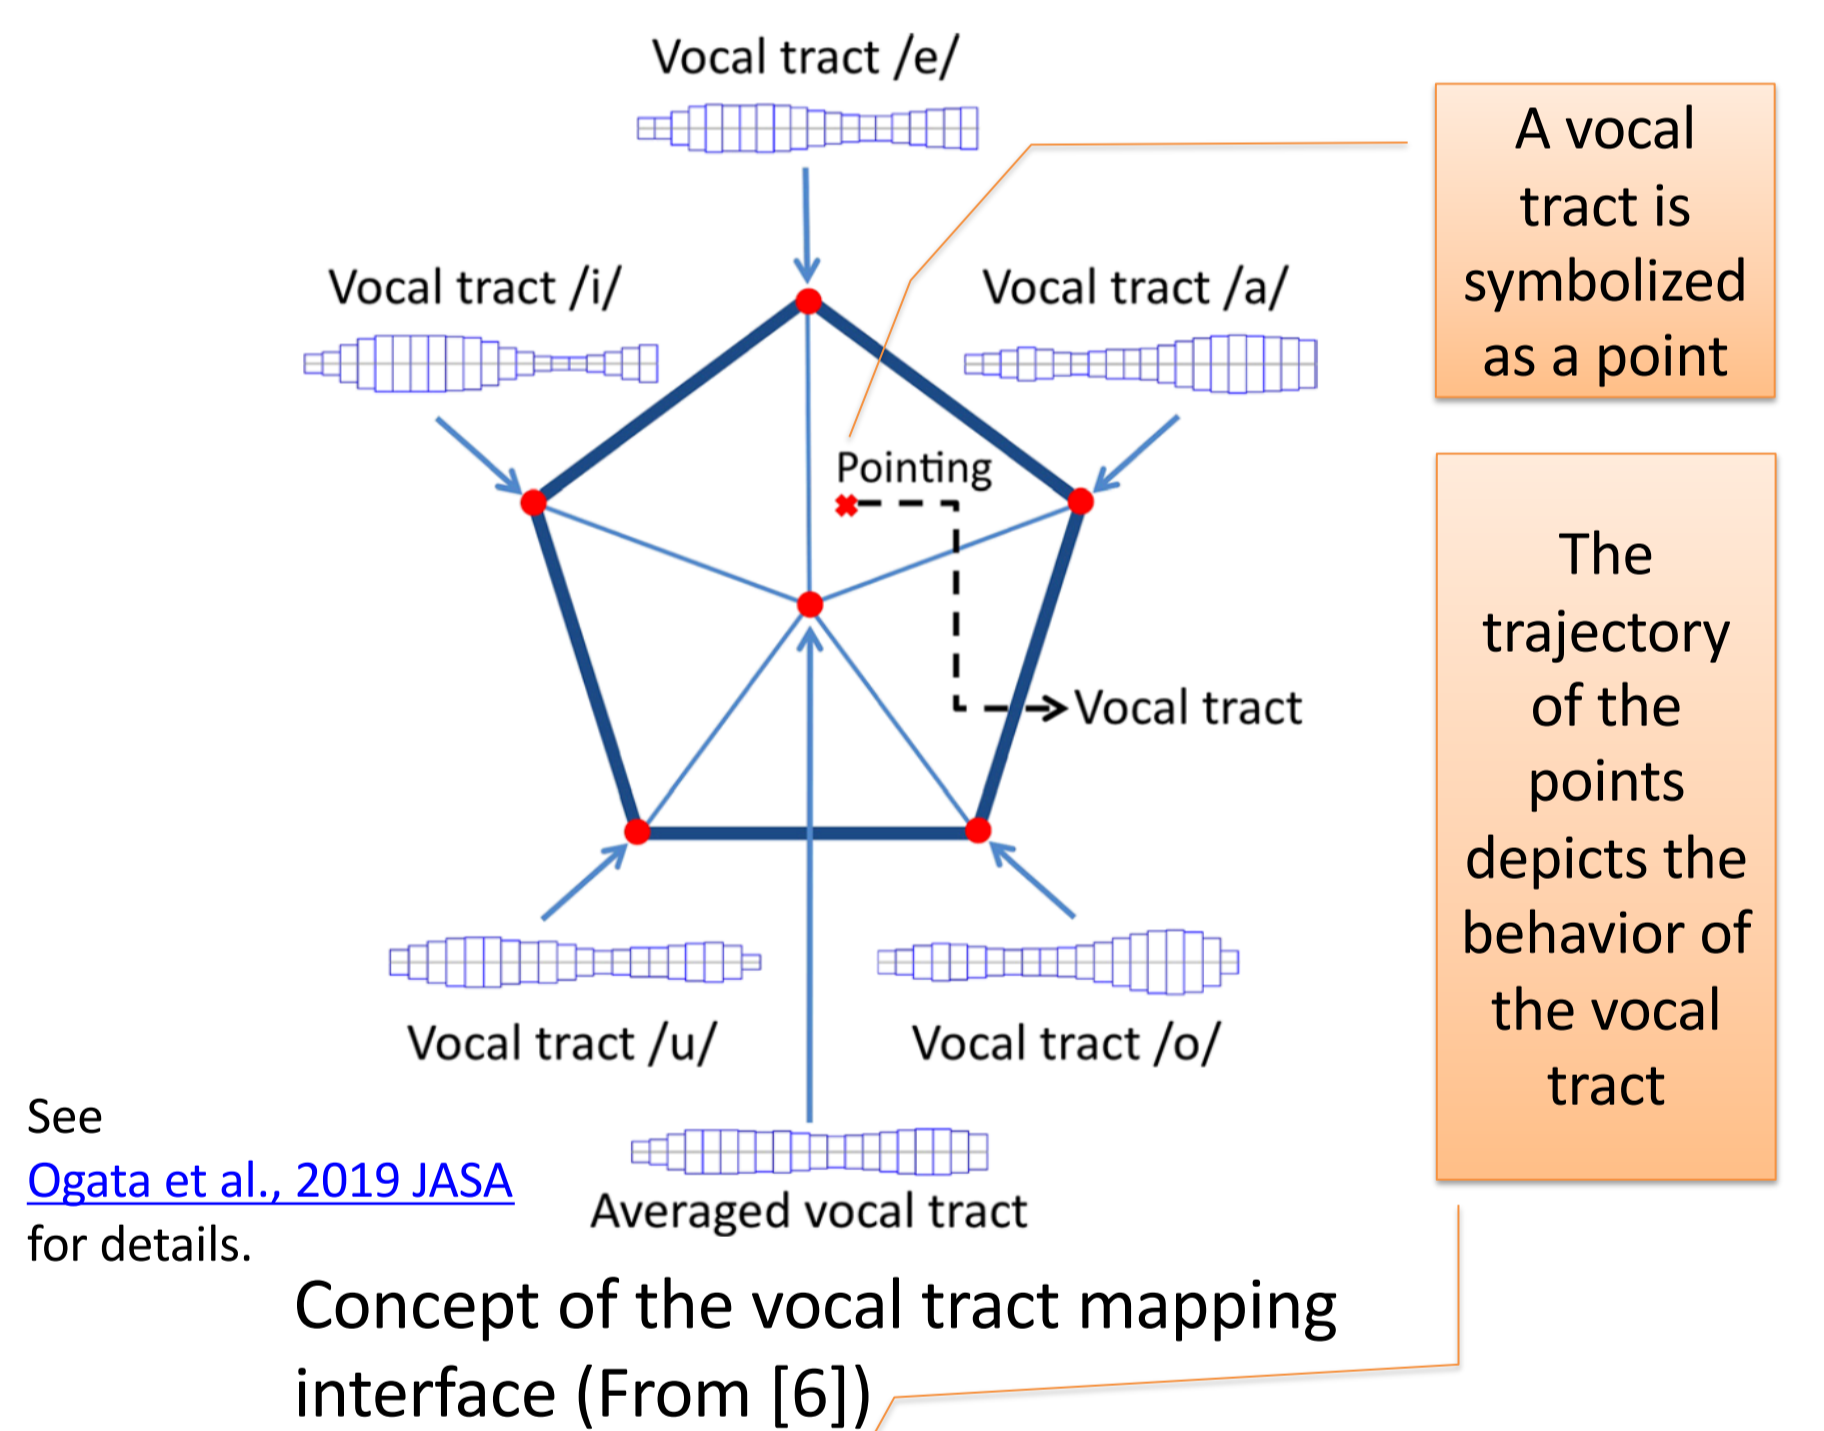 Vocal tract /e/
A vocal
tract is
symbolized
as a point
Vocal tract /i/
Vocal tract /a/
Pointing
Vocal tract
The
trajectory
of the
points
depicts the
behavior of
the vocal
tract
Vocal tract /u/
Vocal tract /o/
See
Ogata et al., 2019 JASA
for details.
Averaged vocal tract
Concept of the vocal tract mapping
interface (From [6])